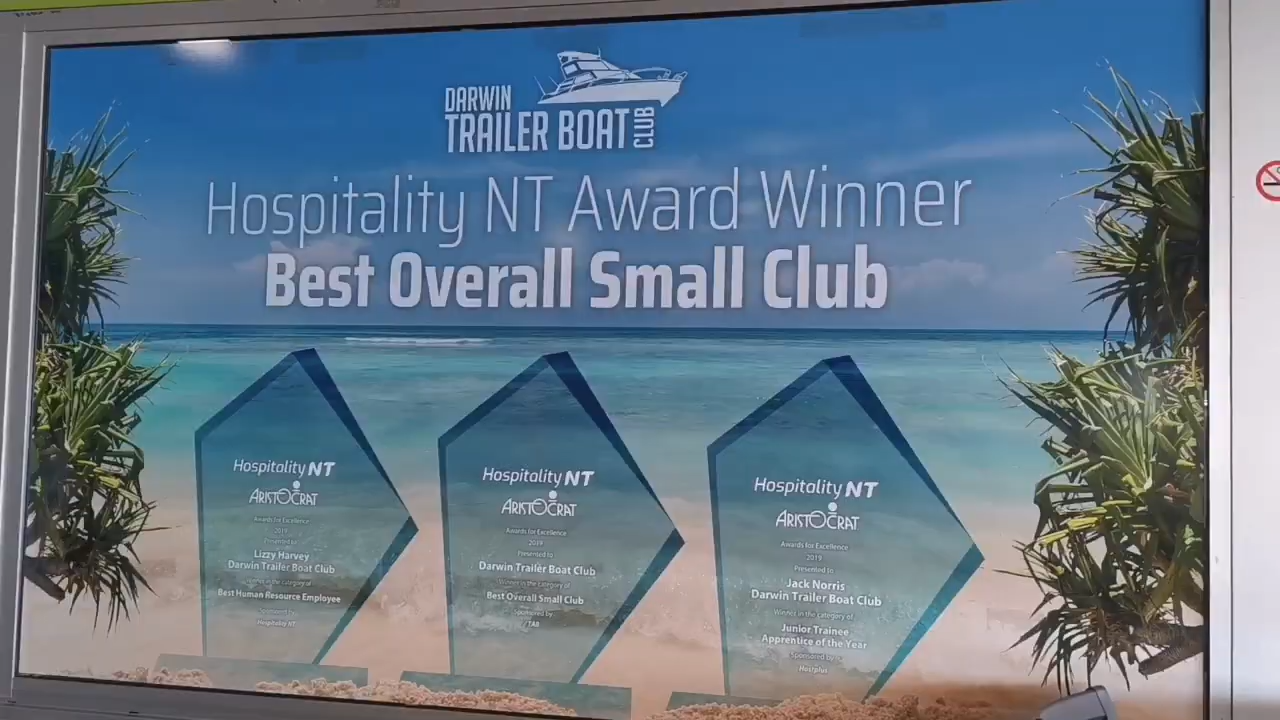 DARWIN
TRAILER BOAT CLUB
Hospitality NT Award Winner
Best Overall Small Club
Hospitality NT
ARISTOCRAT
Awards for Excellence
2019
Presented to
Lizzy Harvey
Darwin Trailer Boat Club
Winner in the category of
Best Human Resource Employee
Sponsored by
Hospitality NT
Hospitality NT
ARISTOCRAT
Awards for Excellence
2019
Presented to
Darwin Trailer Boat Club
Winner in the category of
Best Overall Small Club
Sponsored by
TAB
Hospitality NT
ARISTOCRAT
Awards for Excellence
2019
Presented to
Jack Norris
Darwin Trailer Boat Club
Winner in the category of
Junior Trainee
Apprentice of the Year
Sponsored by
Hostplus